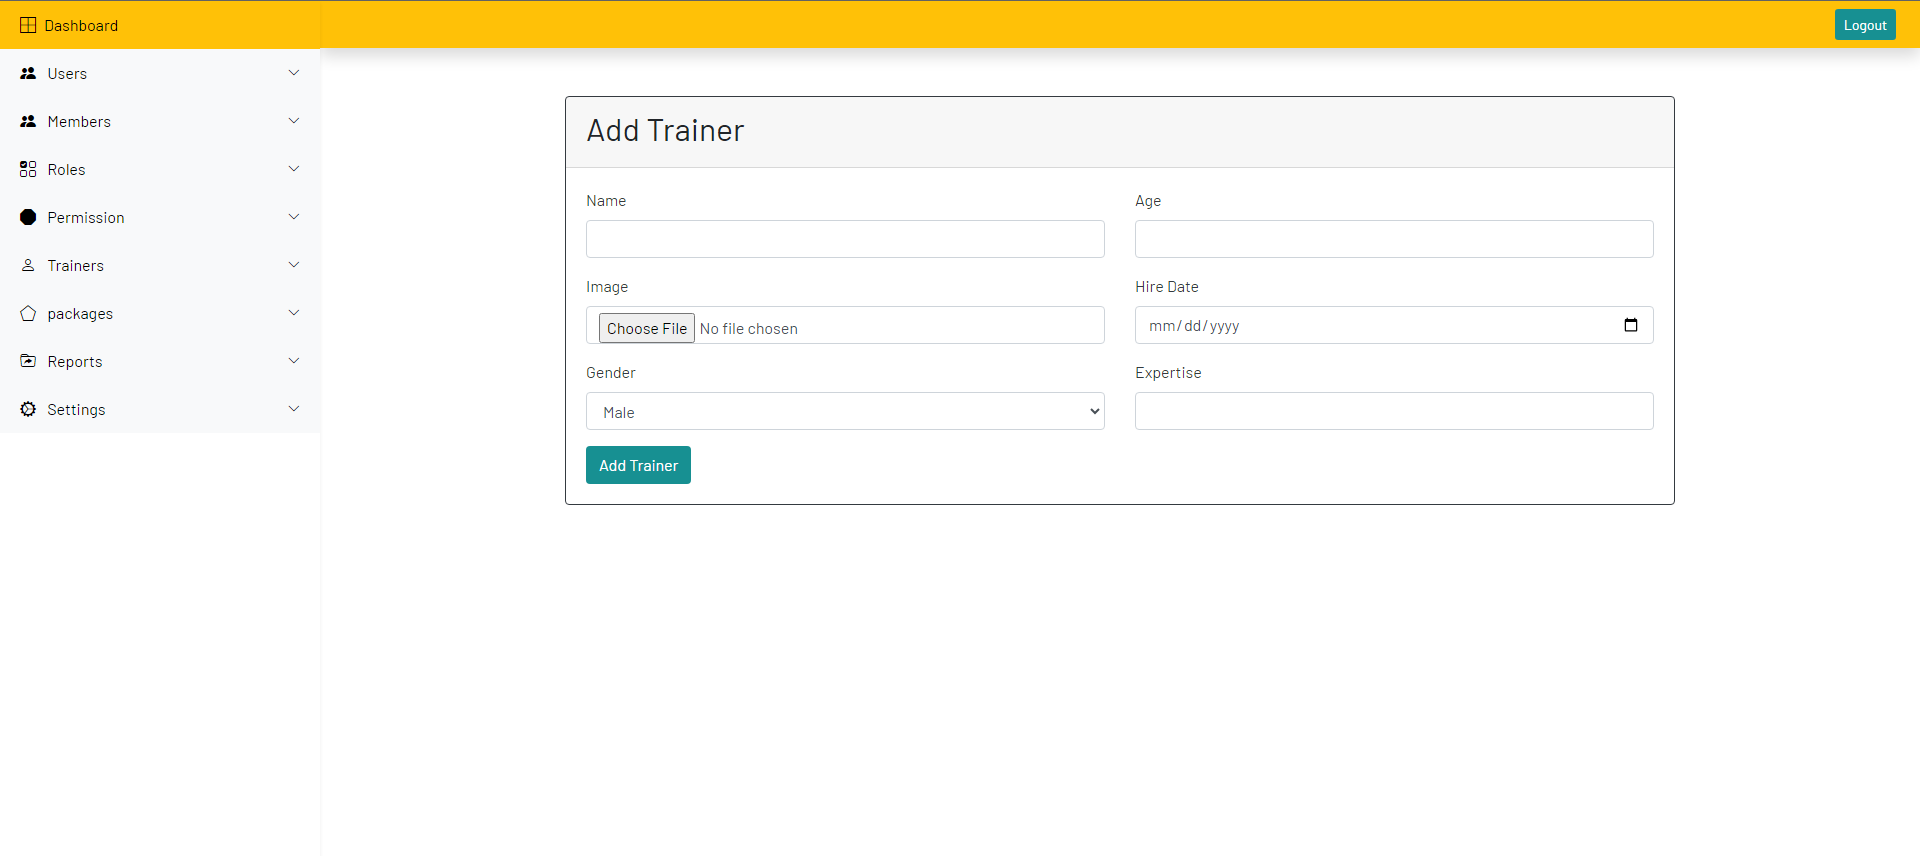 Dashboard
Logout
Users
Members
Roles
Permission
Trainers
packages
Reports
Settings
Add Trainer
Name
Age
Image
Hire Date
Choose File No file chosen
mm/dd/yyyy
Gender
Expertise
Male
Add Trainer